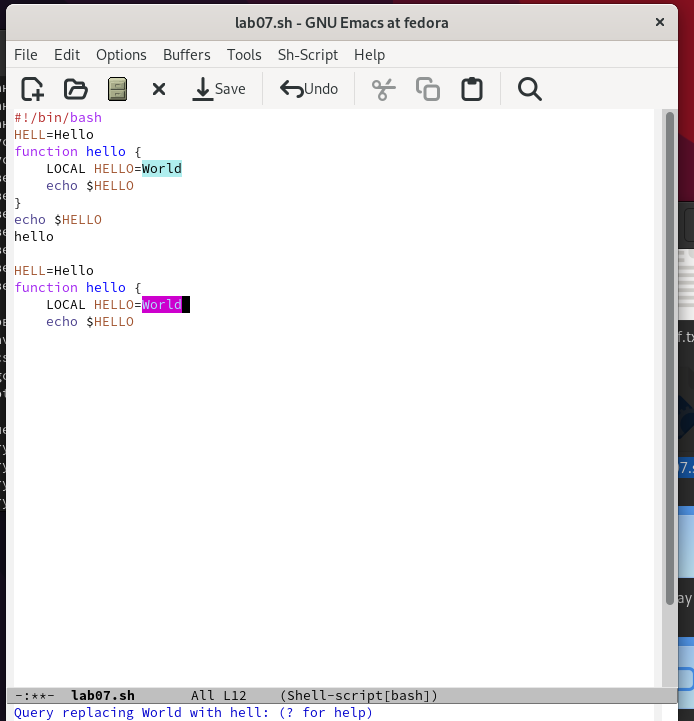 lab07.sh - GNU Emacs at fedora
File Edit Options Buffers Tools Sh-Script Help
Save Undo
#!/bin/bash
HELL=Hello
function hello {
    LOCAL HELLO=World
    echo $HELLO
}
echo $HELLO
hello

HELL=Hello
function hello {
    LOCAL HELLO=World
    echo $HELLO
-:**-  lab07.sh       All L12    (Shell-script[bash])
Query replacing World with hell: (? for help)